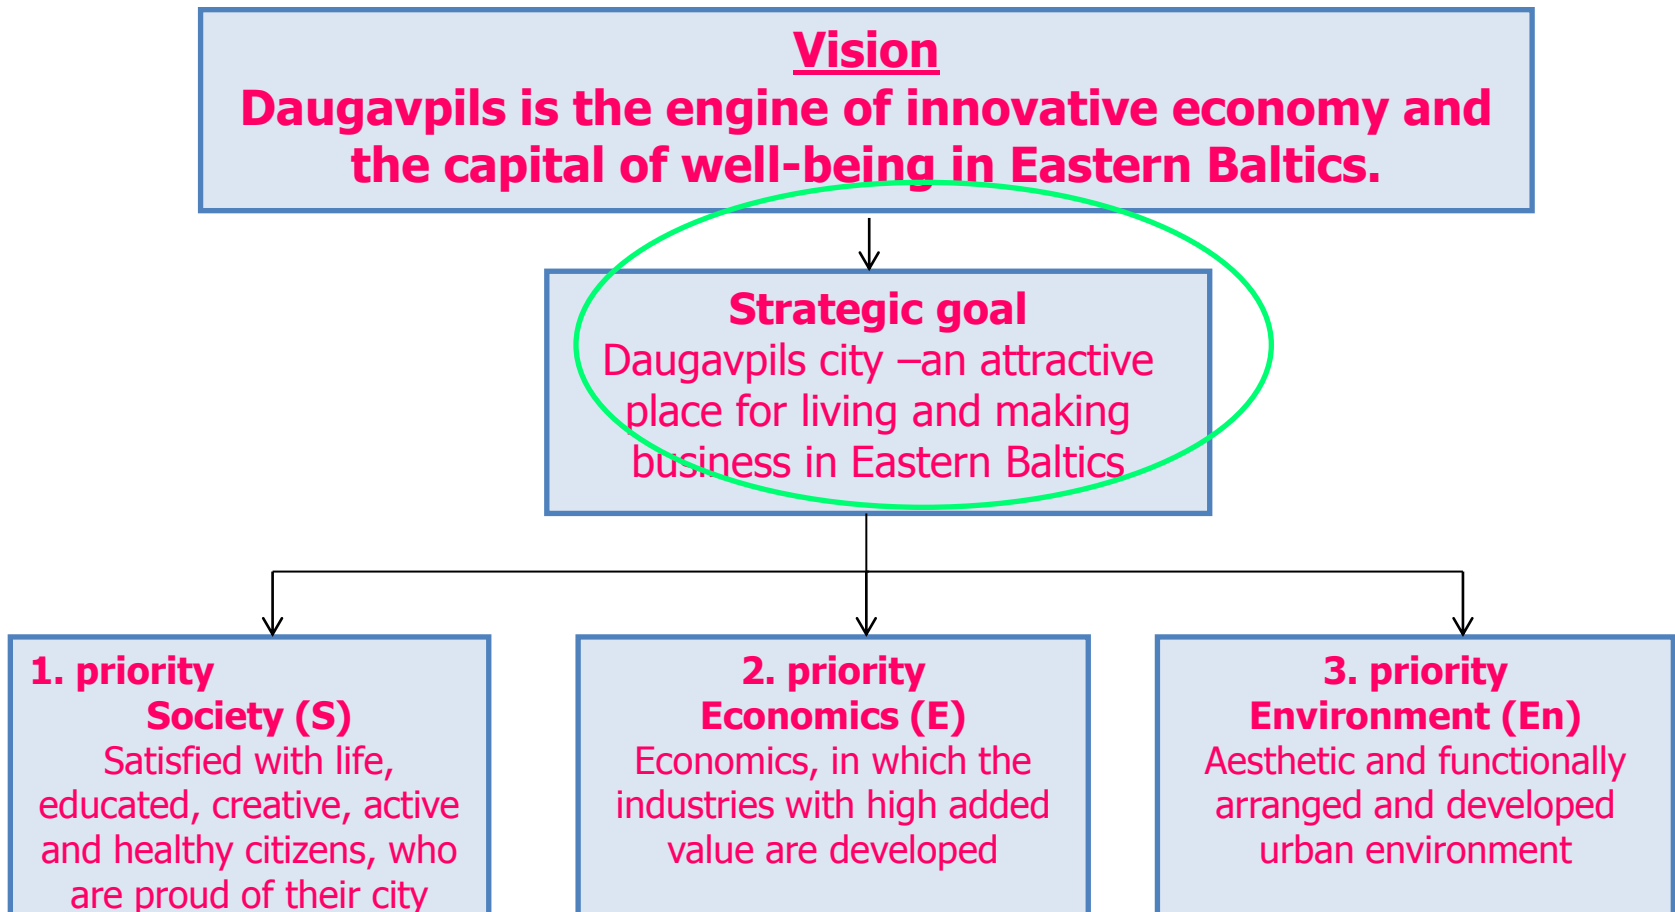 Vision
Daugavpils is the engine of innovative economy and
the capital of well-being in Eastern Baltics.
Strategic goal
Daugavpils city –an attractive
place for living and making
business in Eastern Baltics
1. priority
Society (S)
Satisfied with life,
educated, creative, active
and healthy citizens, who
are proud of their city
2. priority
Economics (E)
Economics, in which the
industries with high added
value are developed
3. priority
Environment (En)
Aesthetic and functionally
arranged and developed
urban environment